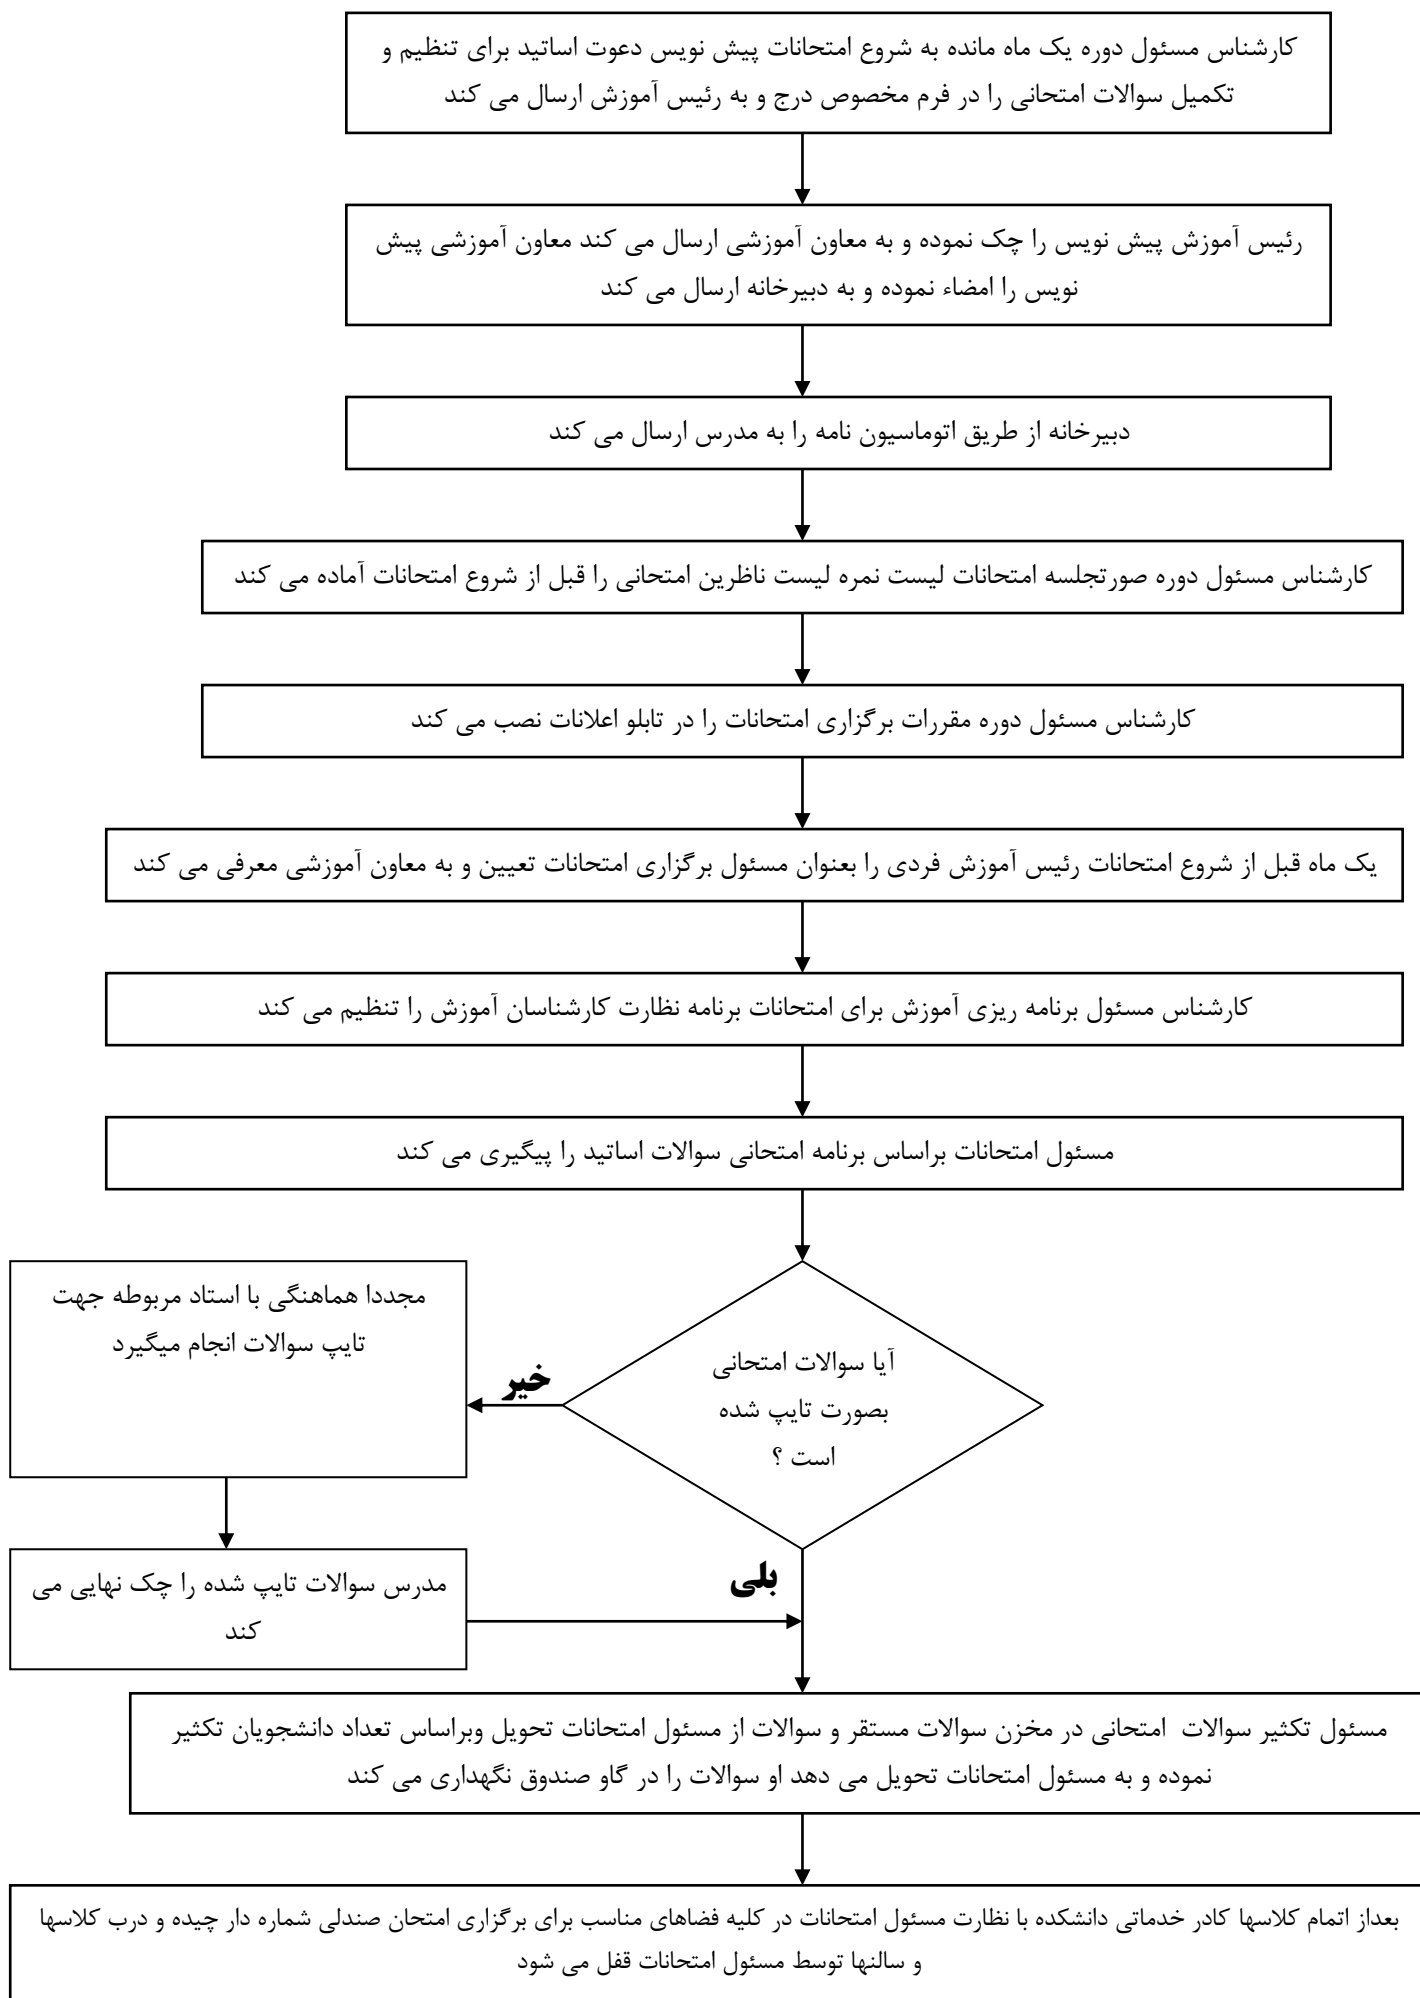 کارشناس مسئول دوره یک ماه مانده به شروع امتحانات پیش نویس دعوت اساتید برای تنظیم و
تکمیل سوالات امتحانی را در فرم مخصوص درج و به رئیس آموزش ارسال می کند
رئیس آموزش پیش نویس را چک نموده و به معاون آموزشی ارسال می کند معاون آموزشی پیش
نویس را امضاء نموده و به دبیرخانه ارسال می کند
دبیرخانه از طریق اتوماسیون نامه را به مدرس ارسال می کند
کارشناس مسئول دوره صورتجلسه امتحانات لیست نمره لیست ناظرین امتحانی را قبل از شروع امتحانات آماده می کند
کارشناس مسئول دوره مقررات برگزاری امتحانات را در تابلو اعلانات نصب می کند
یک ماه قبل از شروع امتحانات رئیس آموزش فردی را بعنوان مسئول برگزاری امتحانات تعیین و به معاون آموزشی معرفی می کند
کارشناس مسئول برنامه ریزی آموزش برای امتحانات برنامه نظارت کارشناسان آموزش را تنظیم می کند
مسئول امتحانات براساس برنامه امتحانی سوالات اساتید را پیگیری می کند
آیا سوالات امتحانی
بصورت تایپ شده
است ؟
خیر
مجددا هماهنگی با استاد مربوطه جهت
تایپ سوالات انجام میگیرد
مدرس سوالات تایپ شده را چک نهایی می
کند
بلی
مسئول تکثیر سوالات امتحانی در مخزن سوالات مستقر و سوالات از مسئول امتحانات تحویل وبراساس تعداد دانشجویان تکثیر
نموده و به مسئول امتحانات تحویل می دهد او سوالات را در گاو صندوق نگهداری می کند
بعداز اتمام کلاسها کادر خدماتی دانشکده با نظارت مسئول امتحانات در کلیه فضاهای مناسب برای برگزاری امتحان صندلی شماره دار چیده و درب کلاسها
و سالنها توسط مسئول امتحانات قفل می شود